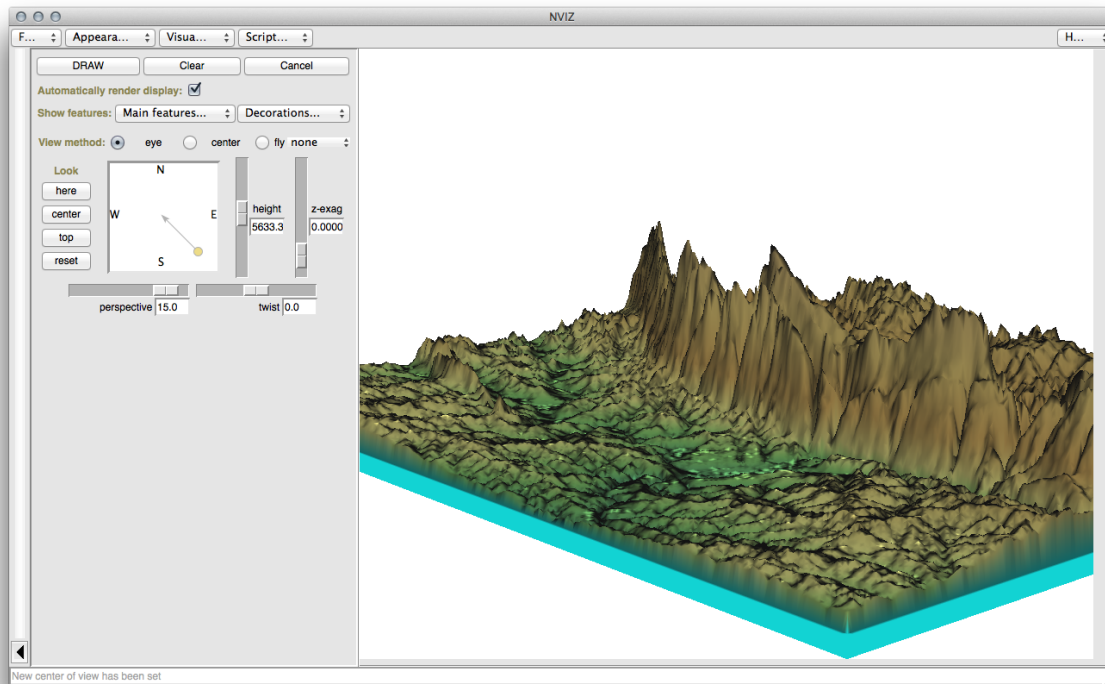 NVIZ
F... Appeara... Visua... Script... H...
DRAW Clear Cancel
Automatically render display:
Show features: Main features... Decorations...
View method: eye center fly none
Look
N
here
height z-exag
center
W E
5633.3 0.0000
top
reset
S
perspective 15.0 twist 0.0
New center of view has been set